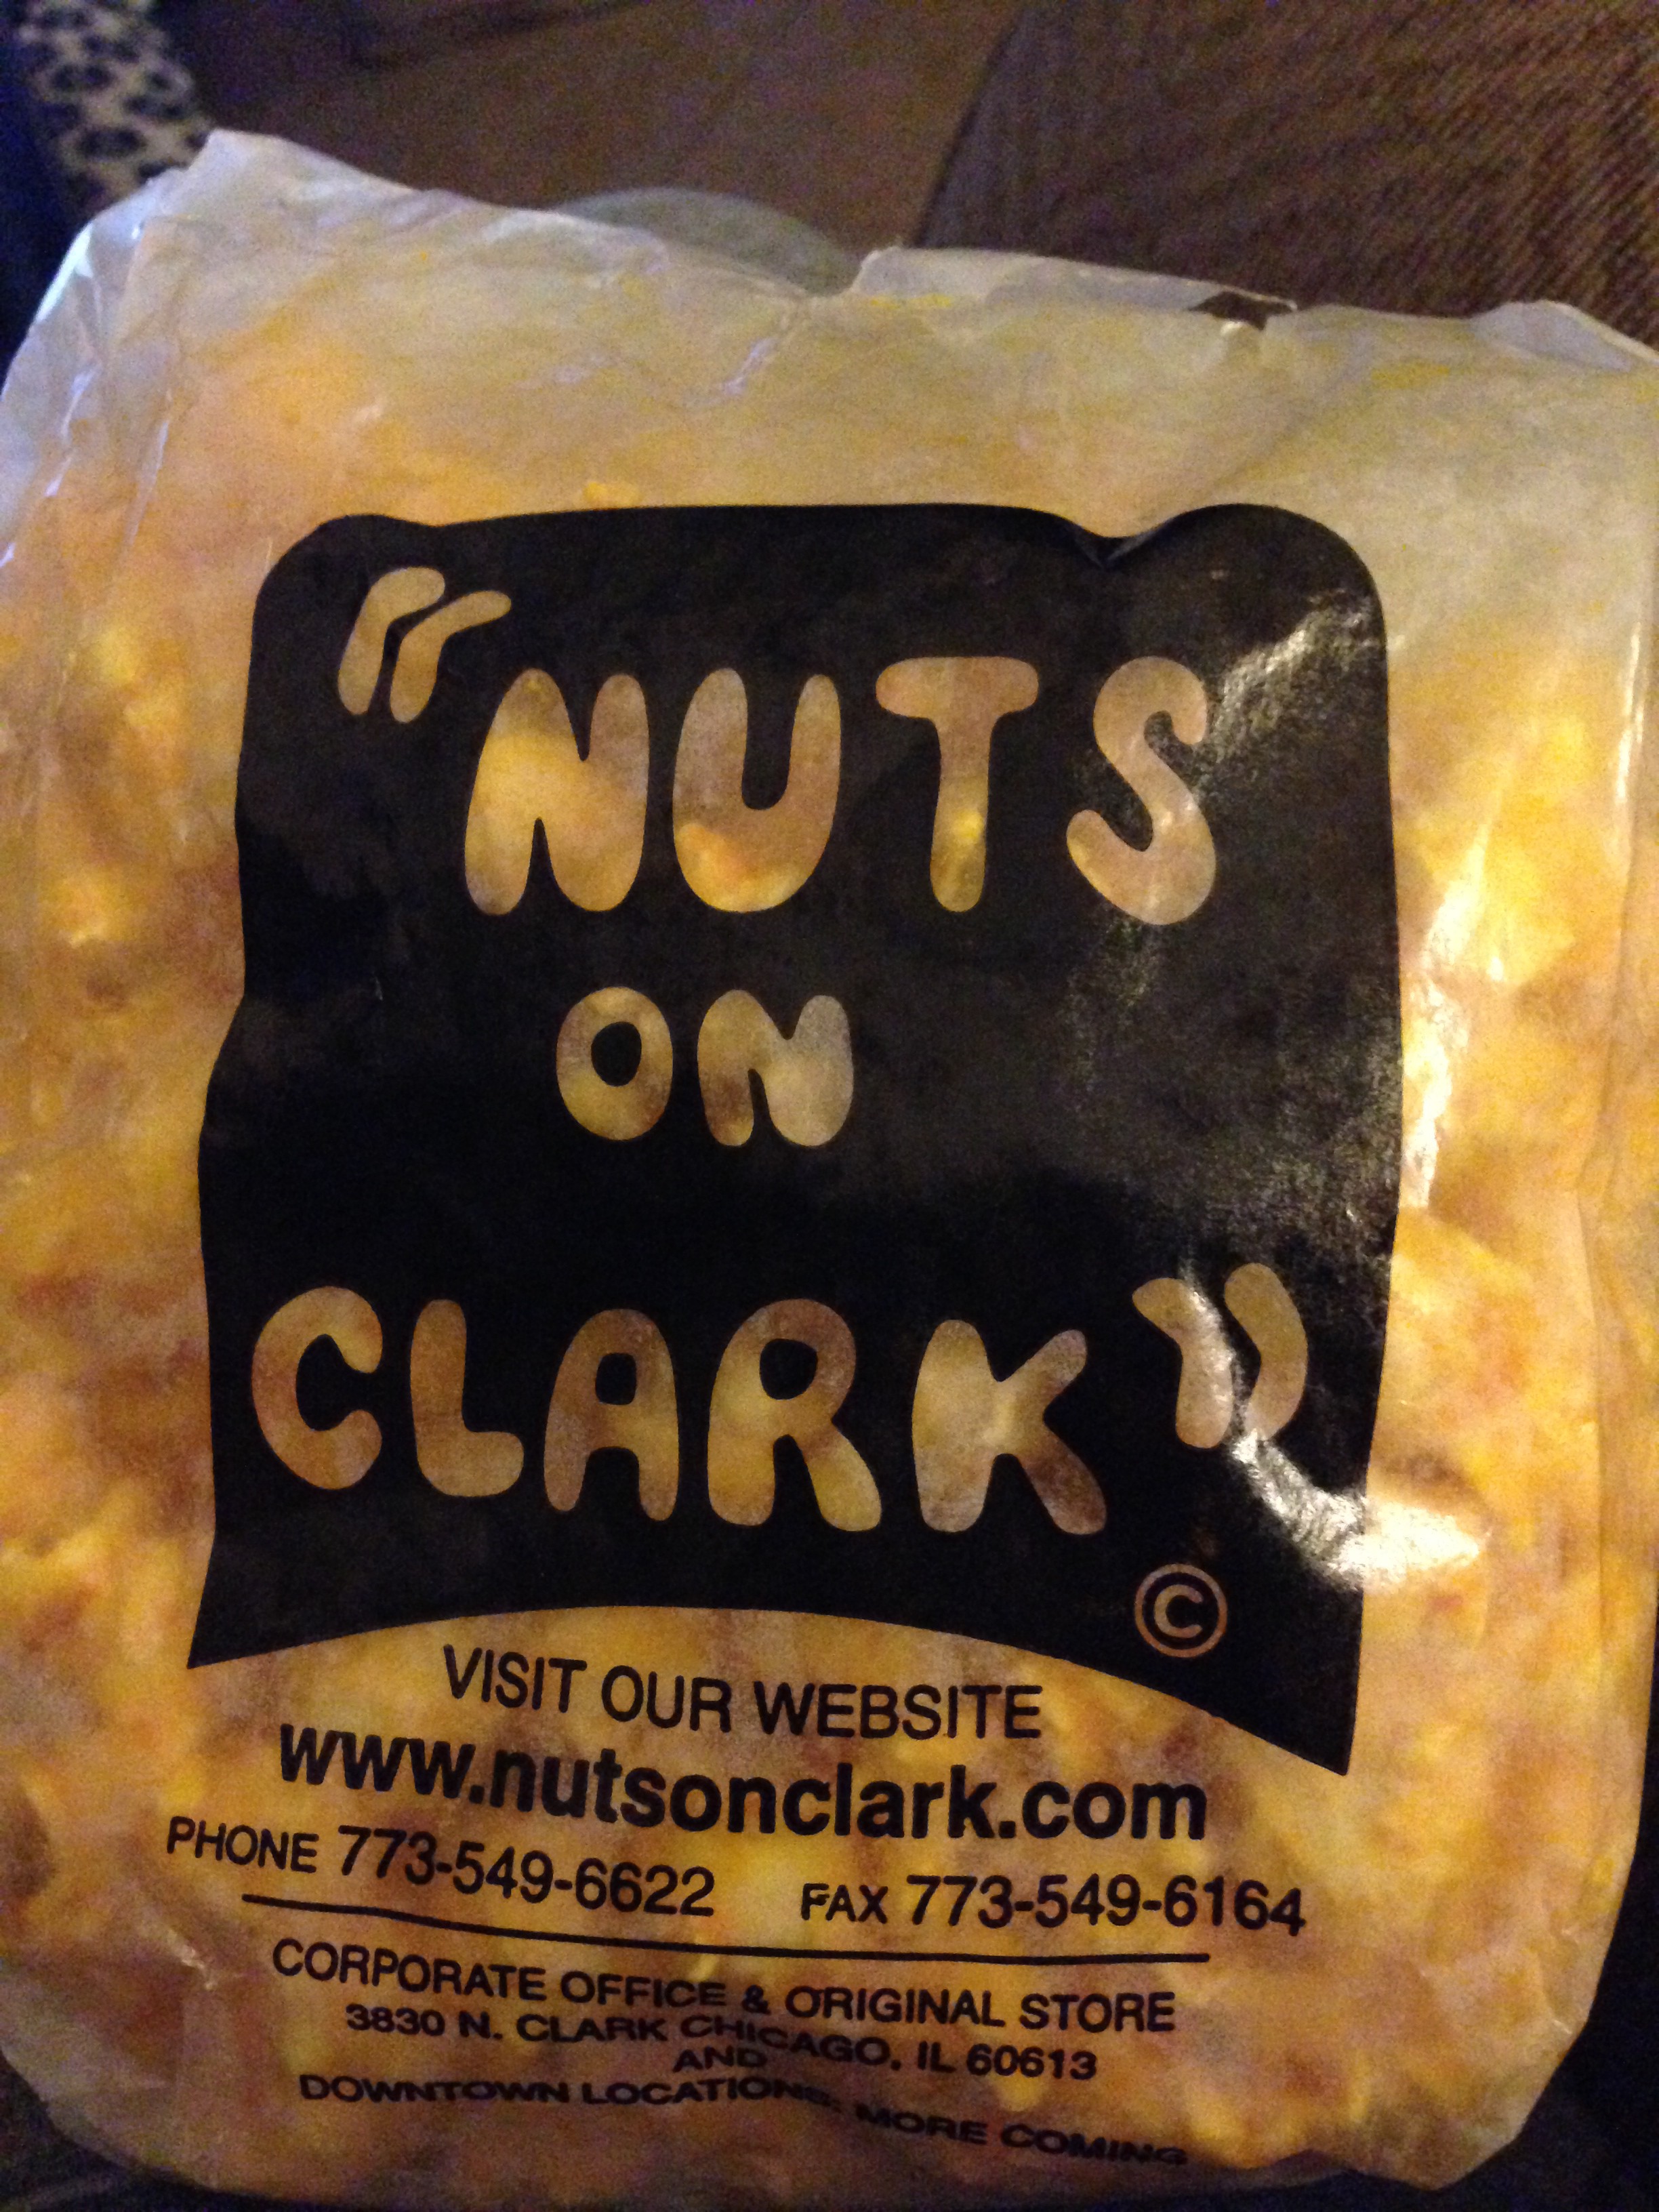 "NUTS
ON
CLARK"
©
VISIT OUR WEBSITE
www.nutsonclark.com
PHONE 773-549-6622 FAX 773-549-6164
CORPORATE OFFICE & ORIGINAL STORE
3830 N. CLARK CHICAGO, IL 60613
AND
DOWNTOWN LOCATIONS, MORE COMING